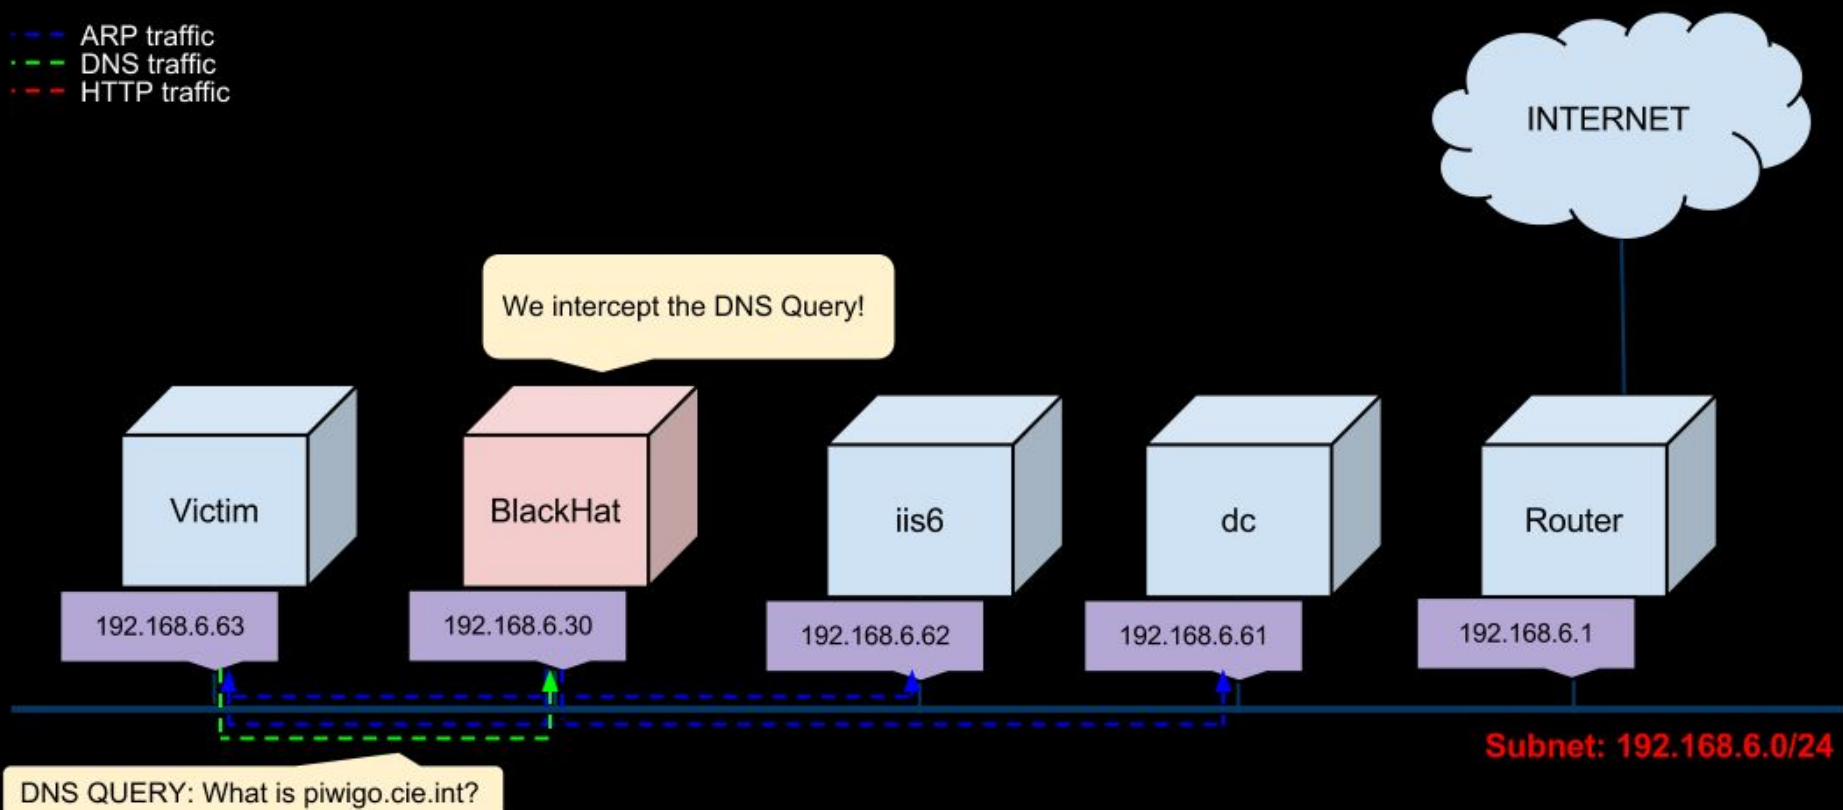 ARP traffic
DNS traffic
HTTP traffic
INTERNET
We intercept the DNS Query!
Victim
BlackHat
iis6
dc
Router
192.168.6.63
192.168.6.30
192.168.6.62
192.168.6.61
192.168.6.1
Subnet: 192.168.6.0/24
DNS QUERY: What is piwigo.cie.int?